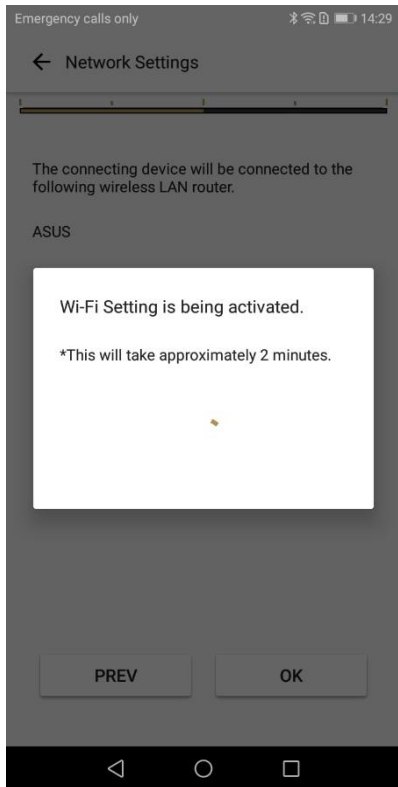 Emergency calls only 14:29
Network Settings
The connecting device will be connected to the
following wireless LAN router.
ASUS
Wi-Fi Setting is being activated.
*This will take approximately 2 minutes.
PREV OK